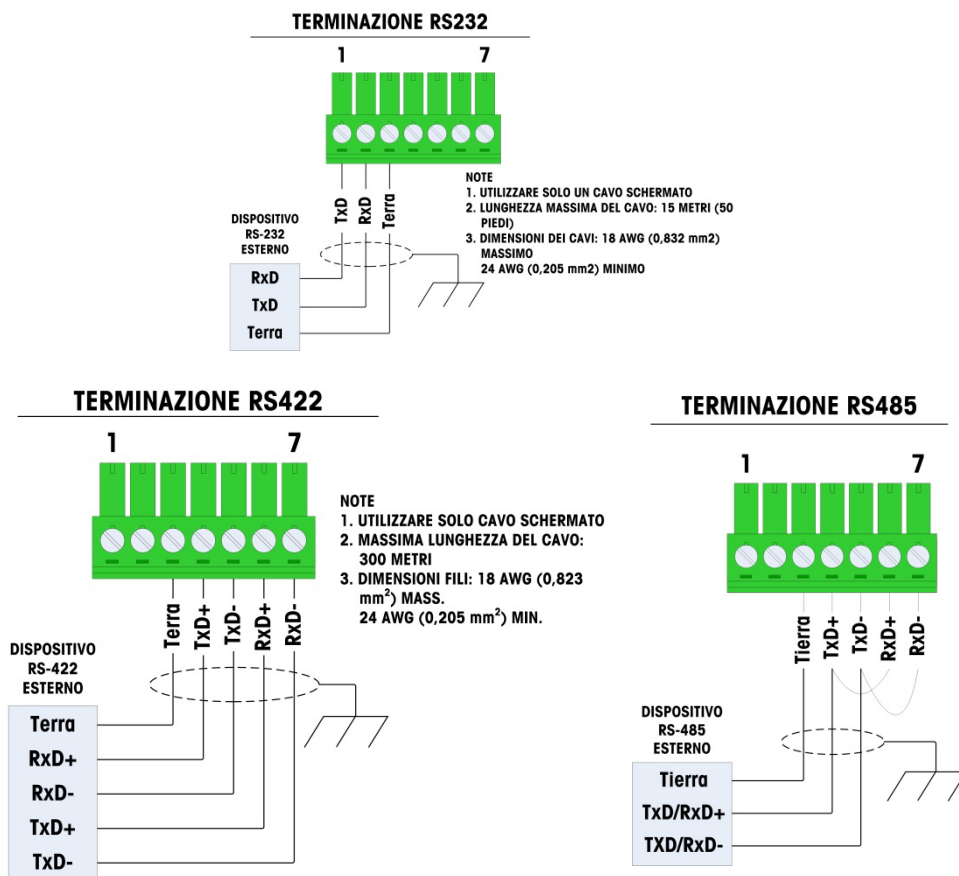 TERMINAZIONE RS232
1 7
TxD
RxD
Terra
DISPOSITIVO
RS-232
ESTERNO
RxD
TxD
Terra
NOTE
1. UTILIZZARE SOLO UN CAVO SCHERMATO
2. LUNGHEZZA MASSIMA DEL CAVO: 15 METRI (50
PIEDI)
3. DIMENSIONI DEI CAVI: 18 AWG (0,832 mm2)
MASSIMO
24 AWG (0,205 mm2) MINIMO
TERMINAZIONE RS422
1 7
Terra
TxD+
TxD-
RxD+
RxD-
DISPOSITIVO
RS-422
ESTERNO
Terra
RxD+
RxD-
TxD+
TxD-
NOTE
1. UTILIZZARE SOLO CAVO SCHERMATO
2. MASSIMA LUNGHEZZA DEL CAVO:
300 METRI
3. DIMENSIONI FILI: 18 AWG (0,823
mm²) MASS.
24 AWG (0,205 mm²) MIN.
TERMINAZIONE RS485
1 7
Tierra
TxD+
TxD-
RxD+
RxD-
DISPOSITIVO
RS-485
ESTERNO
Tierra
TxD/RxD+
TXD/RxD-